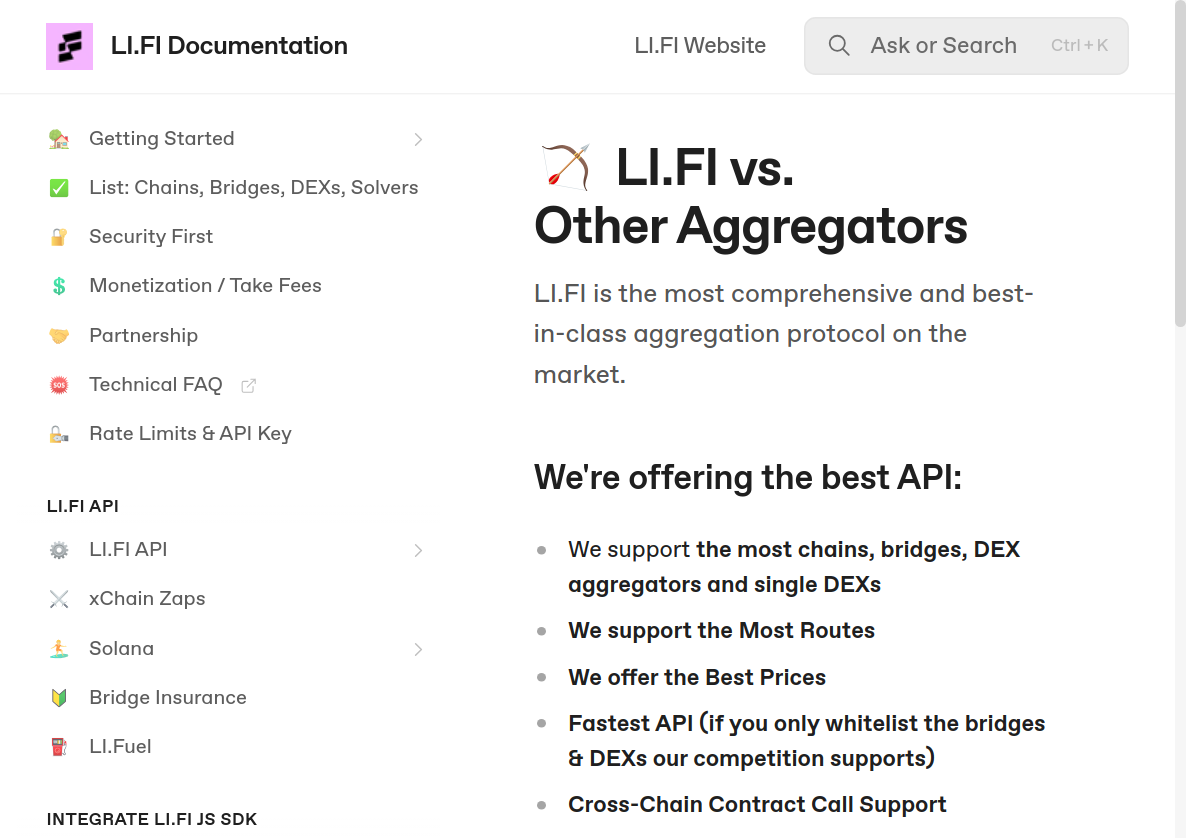 LI.FI Documentation
LI.FI Website
Ask or Search
Ctrl + K
Getting Started
List: Chains, Bridges, DEXs, Solvers
Security First
Monetization / Take Fees
Partnership
Technical FAQ
Rate Limits & API Key
LI.FI API
LI.FI API
xChain Zaps
Solana
Bridge Insurance
LI.Fuel
INTEGRATE LI.FI JS SDK
LI.FI vs.
Other Aggregators
LI.FI is the most comprehensive and best-
in-class aggregation protocol on the
market.
We're offering the best API:
We support the most chains, bridges, DEX
aggregators and single DEXs
We support the Most Routes
We offer the Best Prices
Fastest API (if you only whitelist the bridges
& DEXs our competition supports)
Cross-Chain Contract Call Support